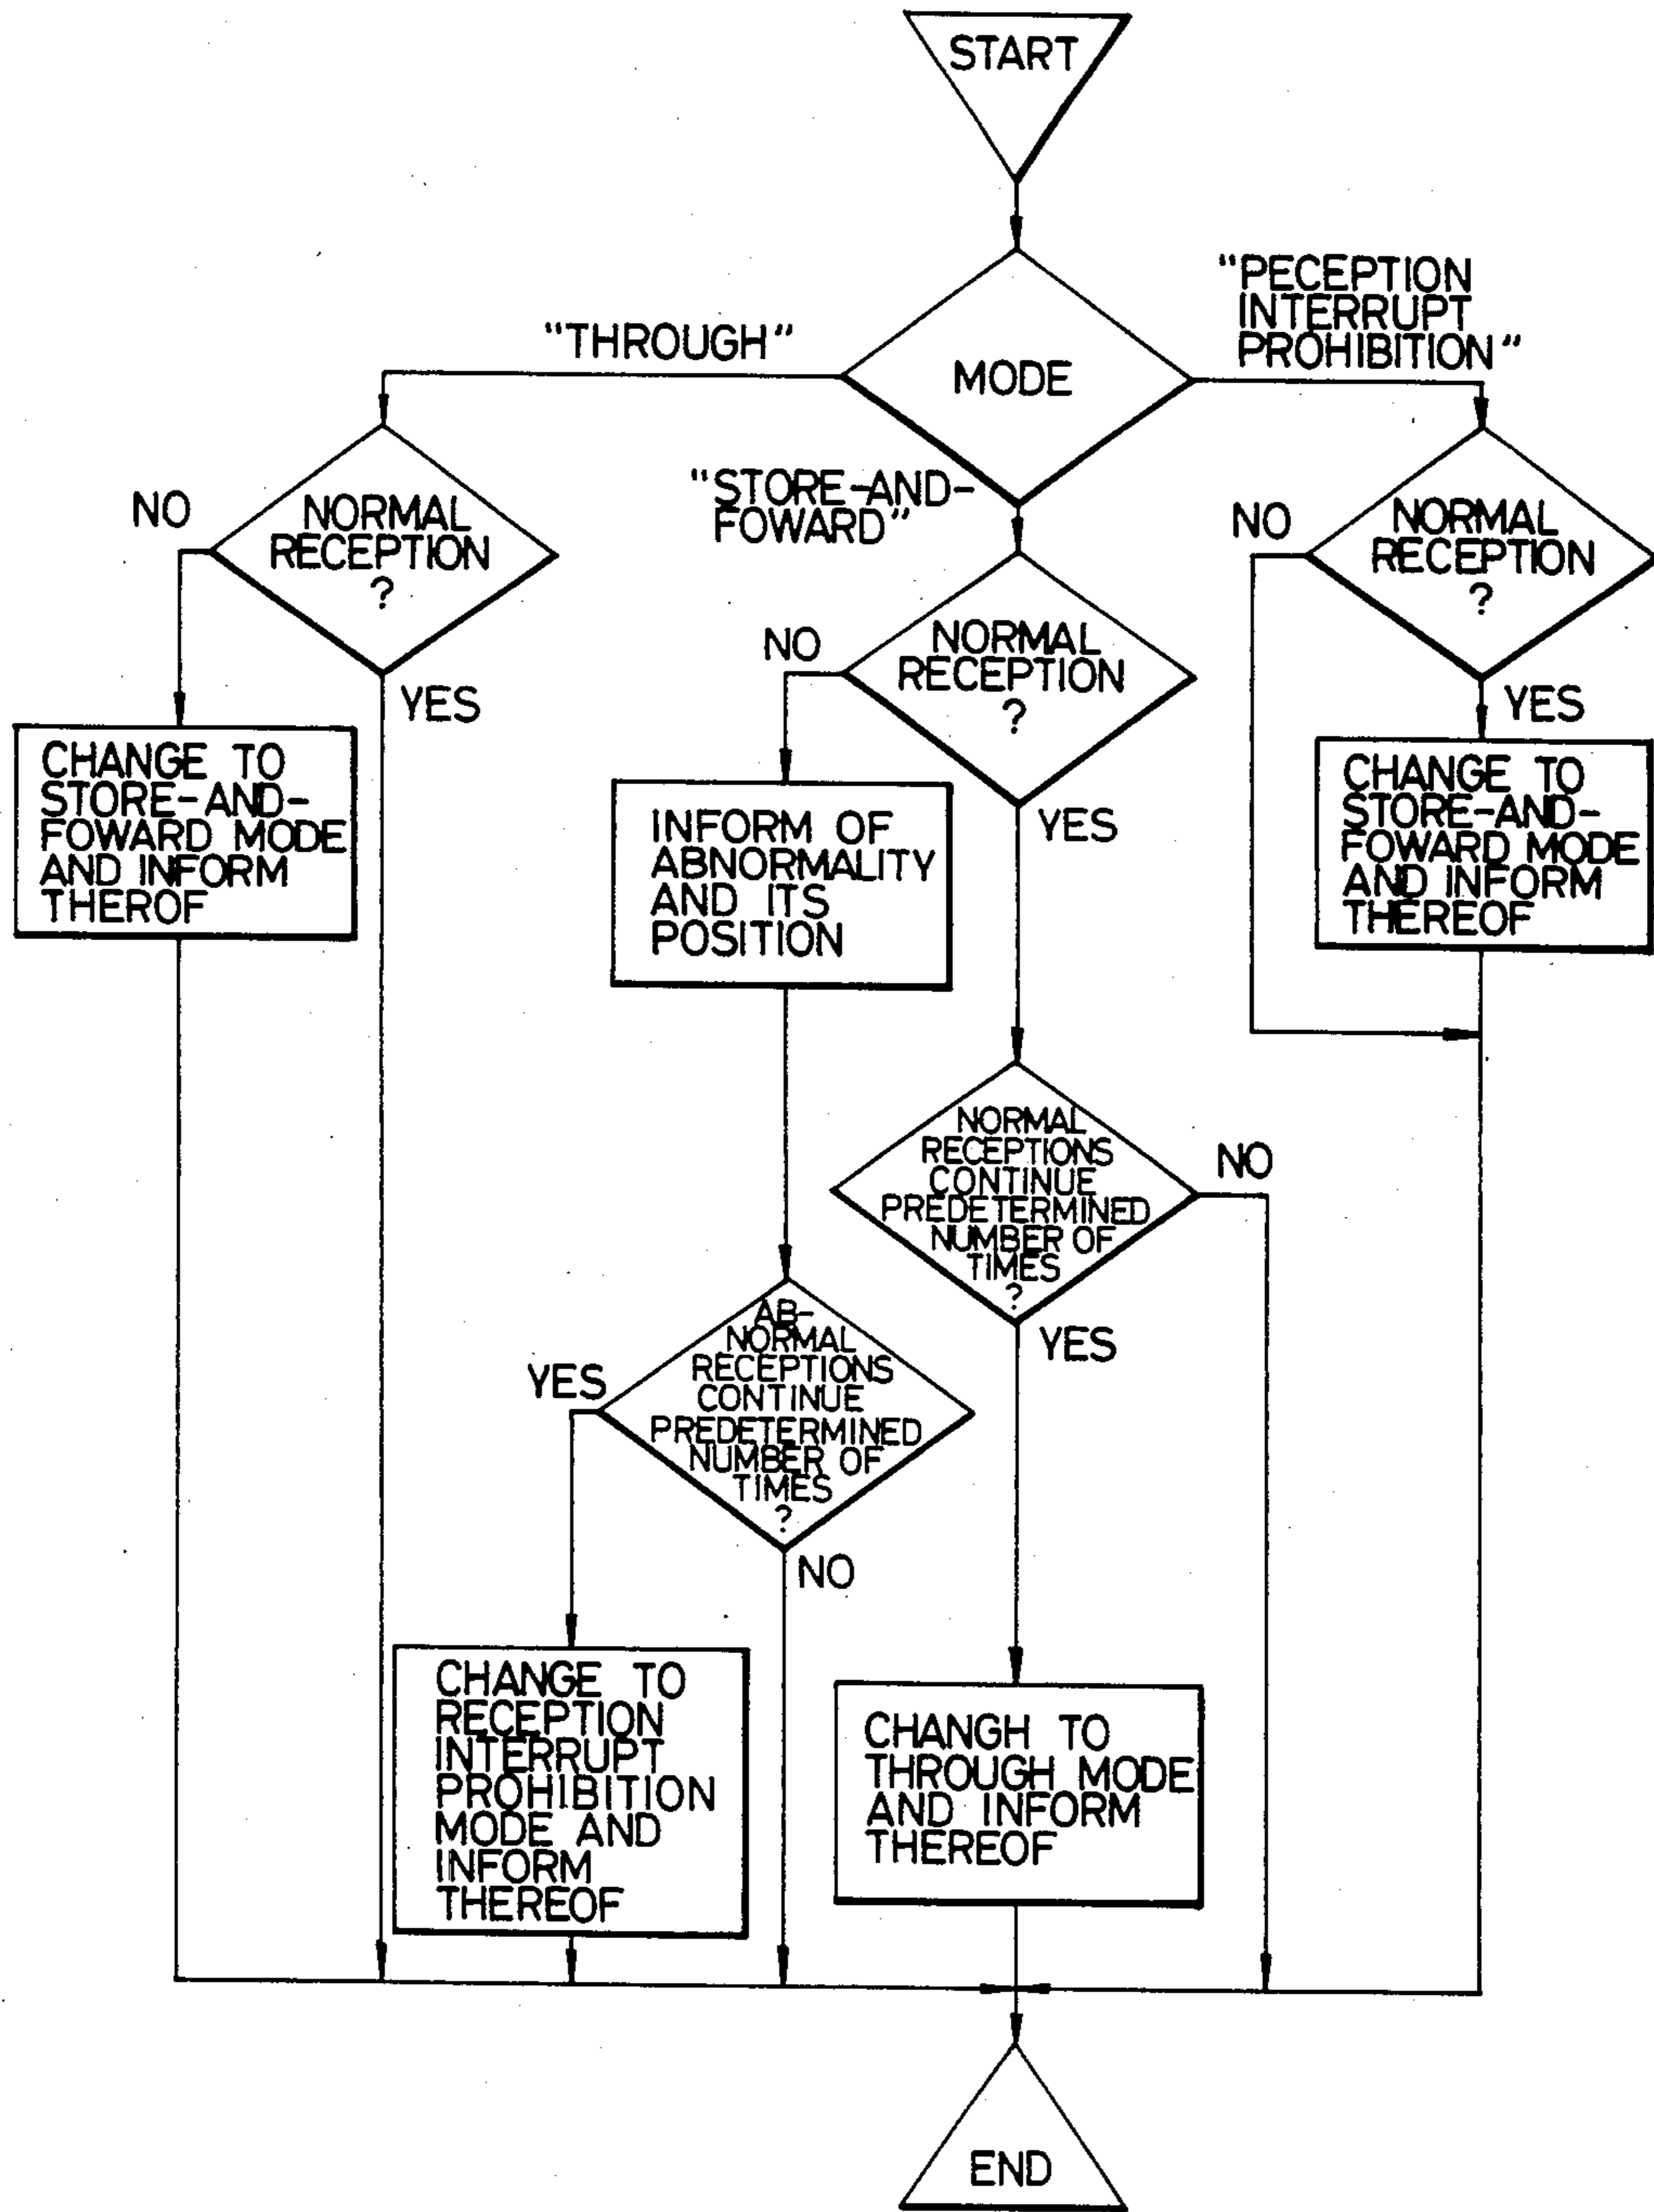 START
MODE
"THROUGH"
"PECEPTION
INTERRUPT
PROHIBITION"
"STORE-AND-
FOWARD"
NO
NORMAL
RECEPTION
?
YES
NO
NORMAL
RECEPTION
?
YES
NO
NORMAL
RECEPTION
?
YES
CHANGE TO
STORE-AND-
FOWARD MODE
AND INFORM
THEROF
INFORM OF
ABNORMALITY
AND ITS
POSITION
CHANGE TO
STORE-AND-
FOWARD MODE
AND INFORM
THEREOF
NORMAL
RECEPTIONS
CONTINUE
PREDETERMINED
NUMBER OF
TIMES
?
NO
YES
AB-
NORMAL
RECEPTIONS
CONTINUE
PREDETERMINED
NUMBER OF
TIMES
?
YES
NO
CHANGE TO
RECEPTION
INTERRUPT
PROHIBITION
MODE AND
INFORM
THEREOF
CHANGH TO
THROUGH MODE
AND INFORM
THEREOF
END